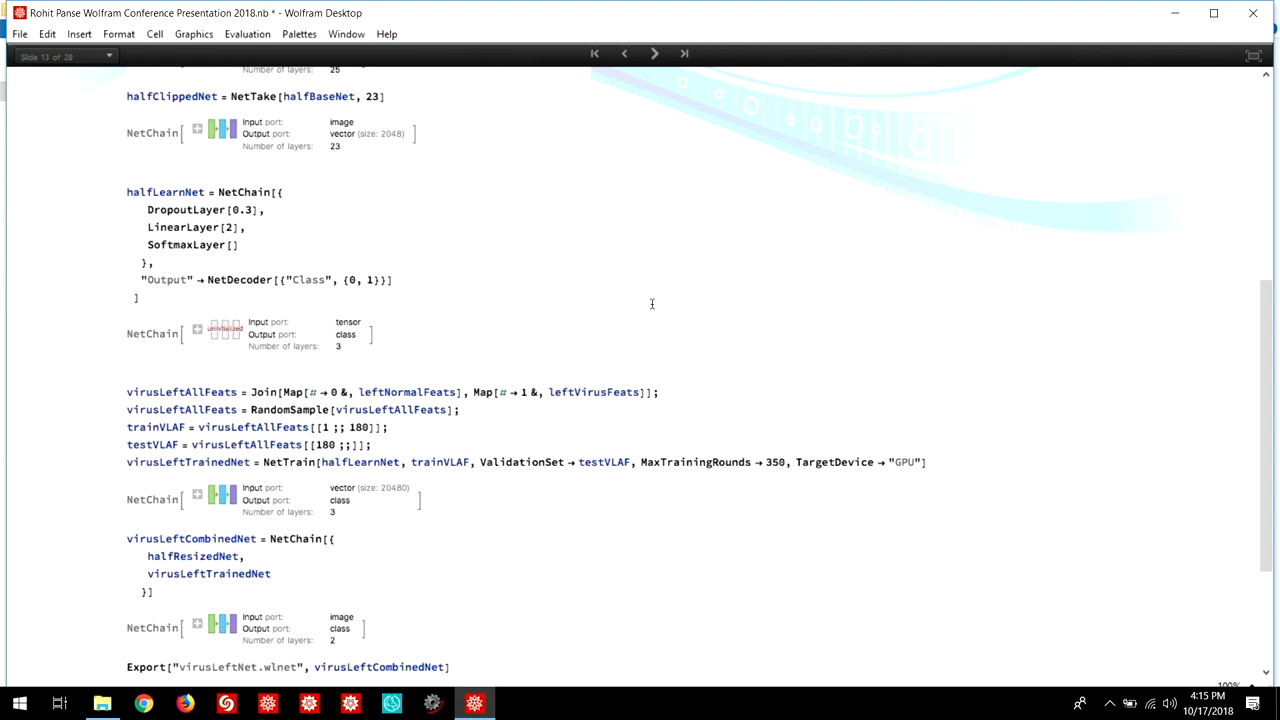 Rohit Panse Wolfram Conference Presentation 2018.nb * - Wolfram Desktop
File Edit Insert Format Cell Graphics Evaluation Palettes Window Help
Slide 13 of 28
Number of layers: 25
halfClippedNet = NetTake[halfBaseNet, 23]
NetChain[ Input port: image
Output port: vector (size: 2048)
Number of layers: 23 ]
halfLearnNet = NetChain[{
DropoutLayer[0.3],
LinearLayer[2],
SoftmaxLayer[]
},
"Output" → NetDecoder[{"Class", {0, 1}}]
]
NetChain[ uninitialized Input port: tensor
Output port: class
Number of layers: 3 ]
virusLeftAllFeats = Join[Map[# → 0 &, leftNormalFeats], Map[# → 1 &, leftVirusFeats]];
virusLeftAllFeats = RandomSample[virusLeftAllFeats];
trainVLAF = virusLeftAllFeats[[1 ;; 180]];
testVLAF = virusLeftAllFeats[[180 ;;]];
virusLeftTrainedNet = NetTrain[halfLearnNet, trainVLAF, ValidationSet → testVLAF, MaxTrainingRounds → 350, TargetDevice → "GPU"]
NetChain[ Input port: vector (size: 20480)
Output port: class
Number of layers: 3 ]
virusLeftCombinedNet = NetChain[{
halfResizedNet,
virusLeftTrainedNet
}]
NetChain[ Input port: image
Output port: class
Number of layers: 2 ]
Export["virusLeftNet.wlnet", virusLeftCombinedNet]
100%
4:15 PM
10/17/2018